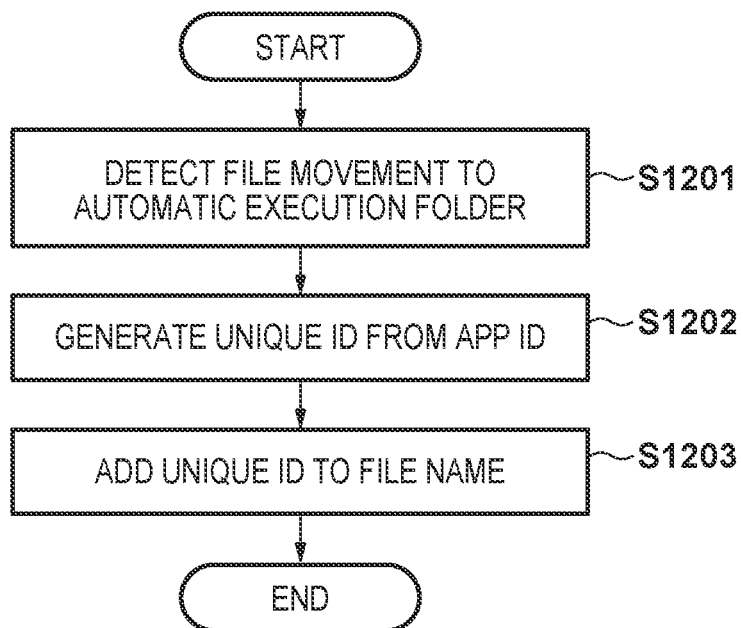 START
DETECT FILE MOVEMENT TO
AUTOMATIC EXECUTION FOLDER
S1201
GENERATE UNIQUE ID FROM APP ID
S1202
ADD UNIQUE ID TO FILE NAME
S1203
END